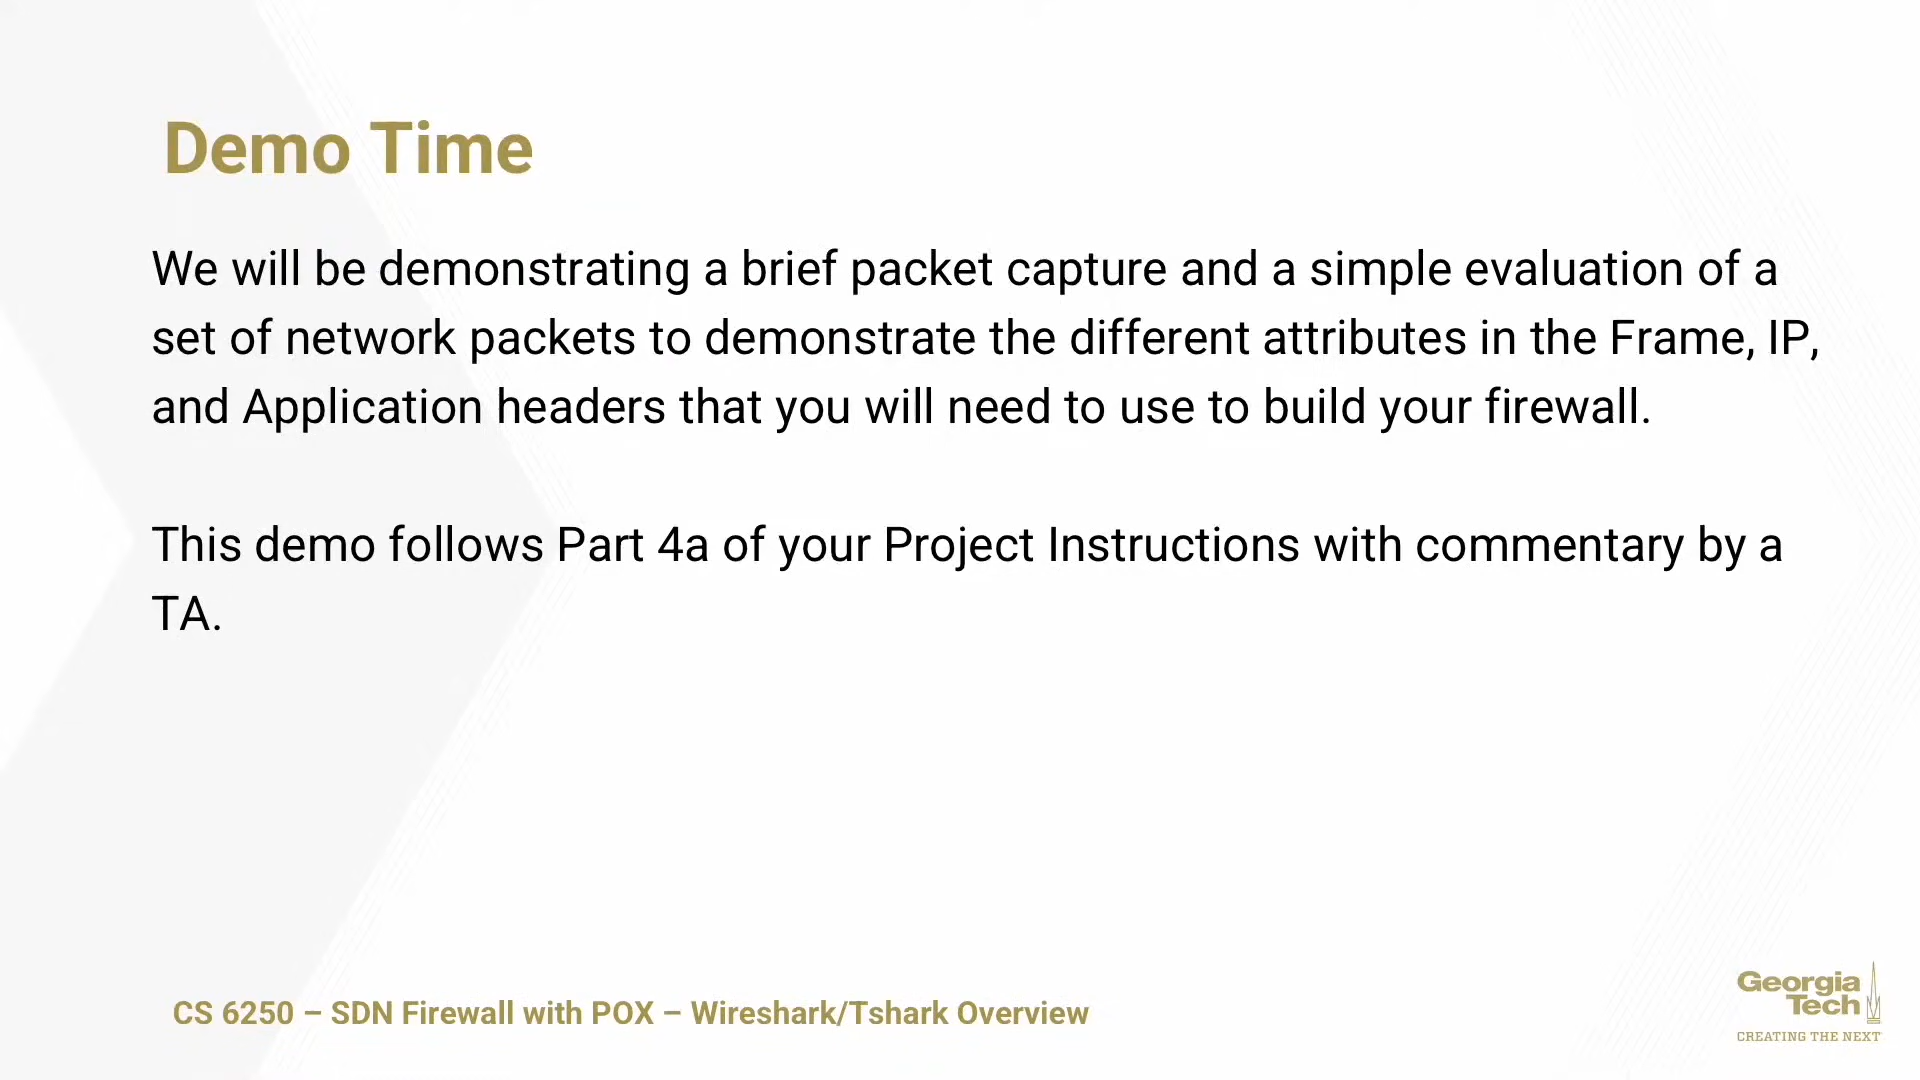 Demo Time
We will be demonstrating a brief packet capture and a simple evaluation of a
set of network packets to demonstrate the different attributes in the Frame, IP,
and Application headers that you will need to use to build your firewall.
This demo follows Part 4a of your Project Instructions with commentary by a
TA.
CS 6250 – SDN Firewall with POX – Wireshark/Tshark Overview
Georgia
Tech
CREATING THE NEXT